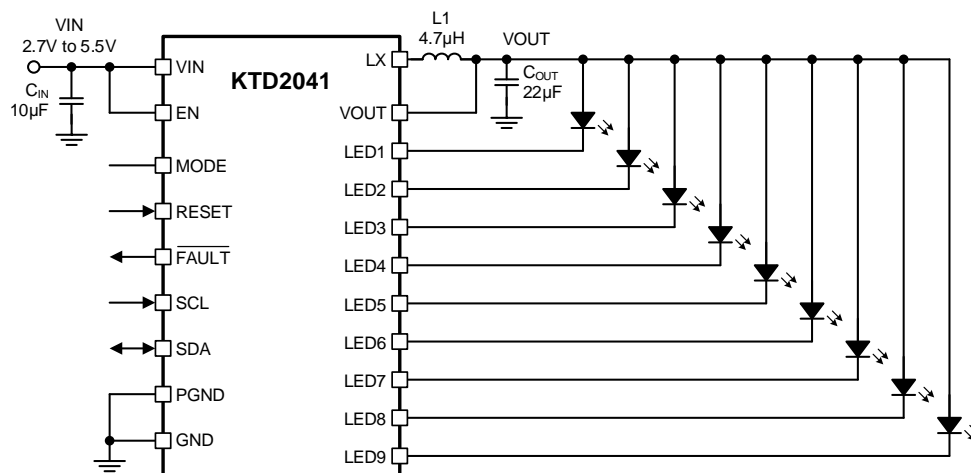 VIN
2.7V to 5.5V
CIN
10µF
KTD2041
VIN
EN
MODE
RESET
FAULT
SCL
SDA
PGND
GND
LX
VOUT
LED1
LED2
LED3
LED4
LED5
LED6
LED7
LED8
LED9
L1
4.7µH
VOUT
COUT
22µF